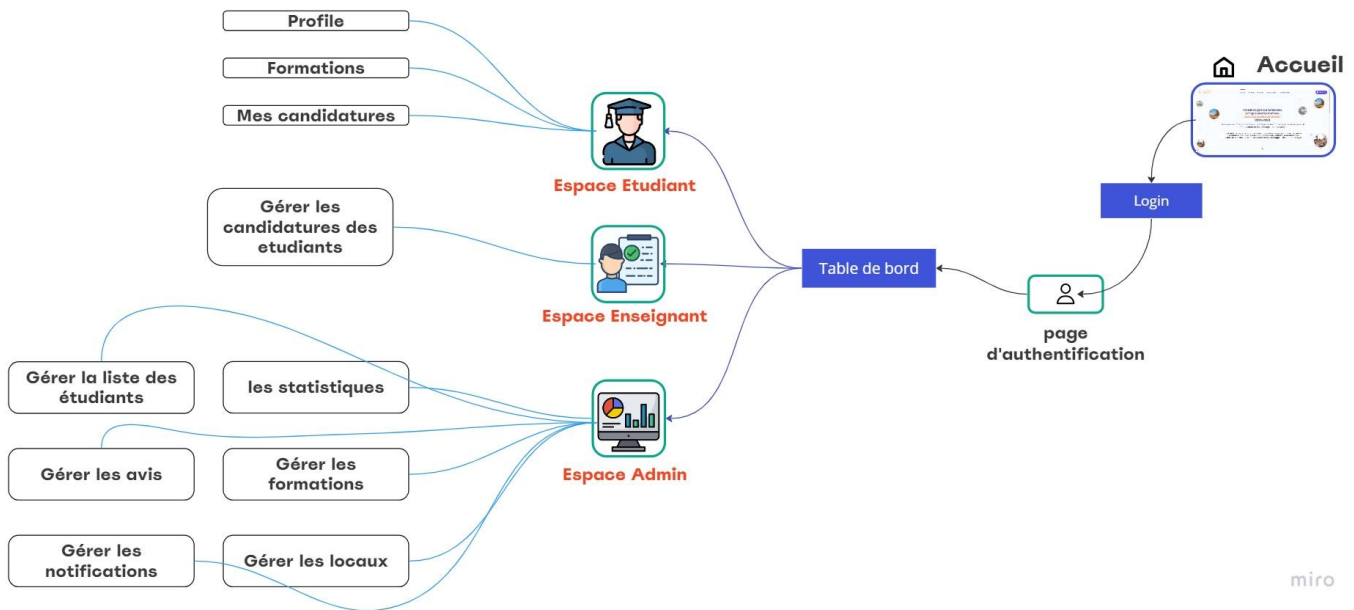 Profile
Formations
Mes candidatures
Espace Etudiant
Gérer les
candidatures des
etudiants
Espace Enseignant
Gérer la liste des
étudiants
les statistiques
Gérer les avis
Gérer les
formations
Espace Admin
Gérer les
notifications
Gérer les locaux
Table de bord
page
d'authentification
Login
Accueil
miro